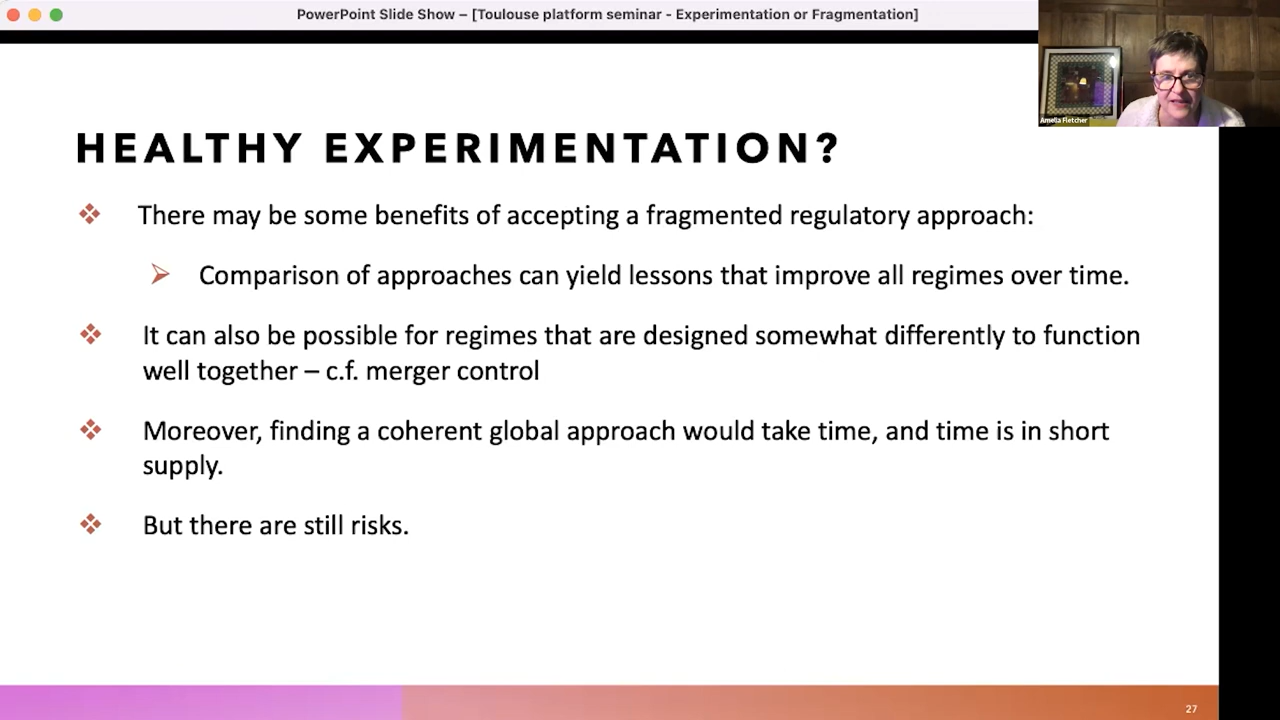 PowerPoint Slide Show – [Toulouse platform seminar - Experimentation or Fragmentation]
Amelia Fletcher
HEALTHY EXPERIMENTATION?
There may be some benefits of accepting a fragmented regulatory approach:
Comparison of approaches can yield lessons that improve all regimes over time.
It can also be possible for regimes that are designed somewhat differently to function
well together – c.f. merger control
Moreover, finding a coherent global approach would take time, and time is in short
supply.
But there are still risks.
27